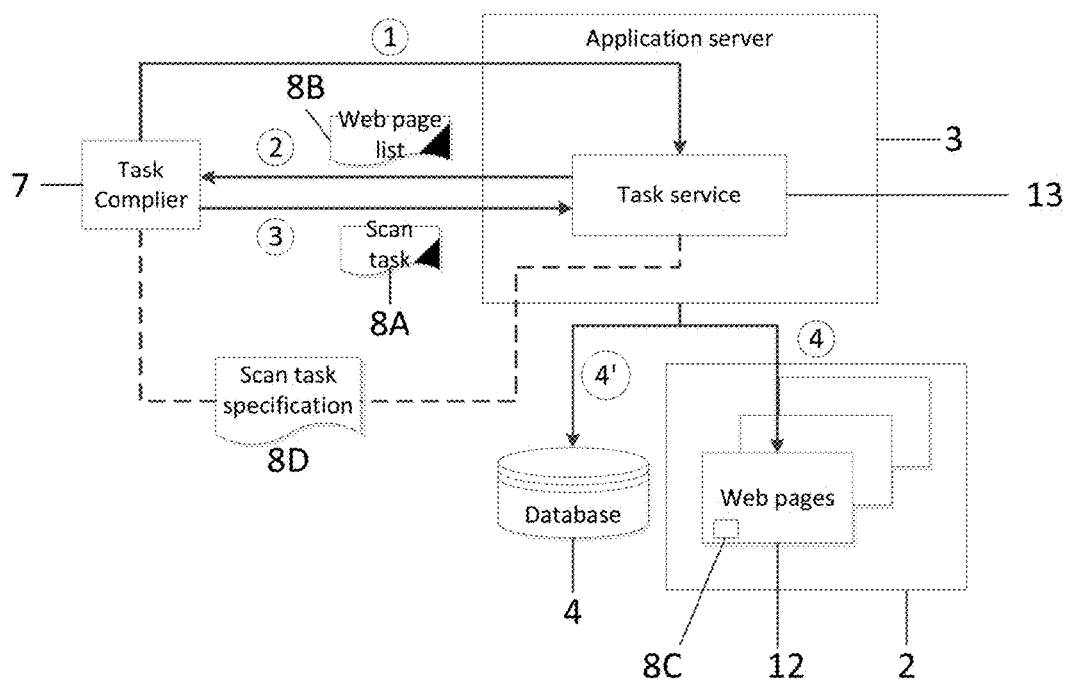 1
Application server
8B
Web page
list
2
3
Task
Complier
7
Task service
13
3
Scan
task
8A
4
4'
Scan task
specification
8D
Web pages
Database
4
8C
12
2